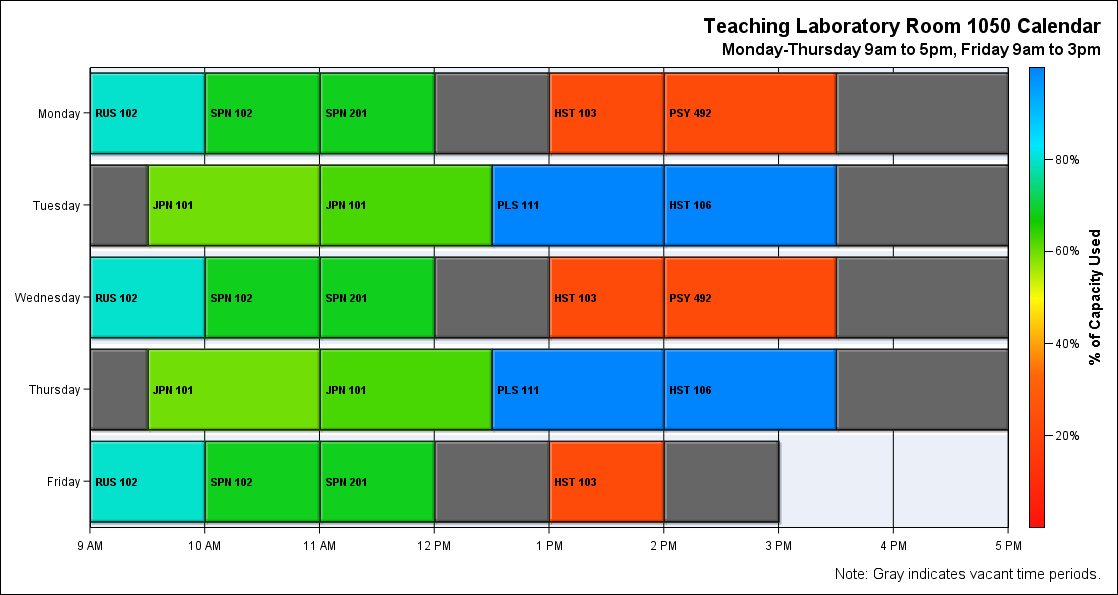 Teaching Laboratory Room 1050 Calendar
Monday-Thursday 9am to 5pm, Friday 9am to 3pm
Monday
RUS 102
SPN 102
SPN 201
HST 103
PSY 492
Tuesday
JPN 101
JPN 101
PLS 111
HST 106
Wednesday
RUS 102
SPN 102
SPN 201
HST 103
PSY 492
Thursday
JPN 101
JPN 101
PLS 111
HST 106
Friday
RUS 102
SPN 102
SPN 201
HST 103
9 AM
10 AM
11 AM
12 PM
1 PM
2 PM
3 PM
4 PM
5 PM
80%
60%
40%
20%
% of Capacity Used
Note: Gray indicates vacant time periods.